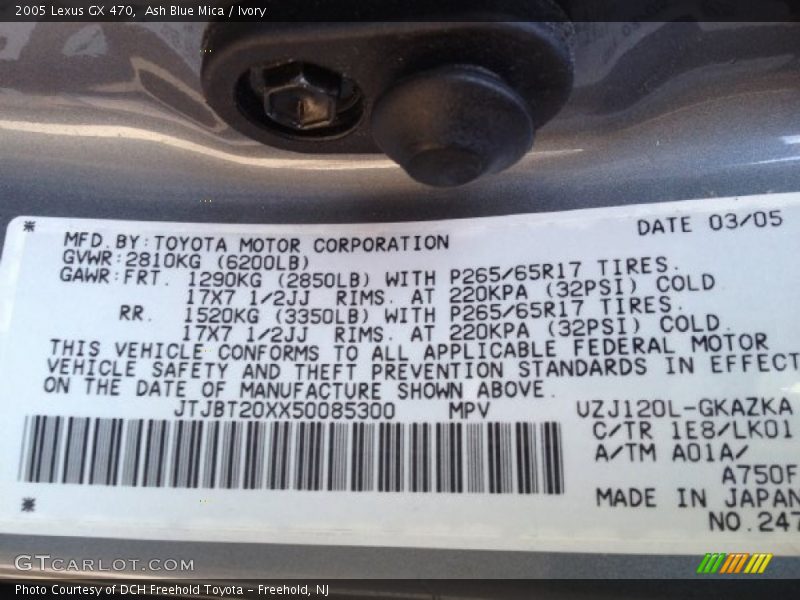 2005 Lexus GX 470, Ash Blue Mica / Ivory
DATE 03/05
MFD.BY:TOYOTA MOTOR CORPORATION
GVWR:2810KG (6200LB)
GAWR:FRT. 1290KG (2850LB) WITH P265/65R17 TIRES.
17X7 1/2JJ RIMS. AT 220KPA (32PSI) COLD
RR. 1520KG (3350LB) WITH P265/65R17 TIRES.
17X7 1/2JJ RIMS. AT 220KPA (32PSI) COLD.
THIS VEHICLE CONFORMS TO ALL APPLICABLE FEDERAL MOTOR
VEHICLE SAFETY AND THEFT PREVENTION STANDARDS IN EFFECT
ON THE DATE OF MANUFACTURE SHOWN ABOVE.
JTJBT20XX50085300 MPV UZJ120L-GKAZKA
C/TR 1E8/LK01
A/TM A01A/
A750F
MADE IN JAPAN
NO.247
GTCARLOT.COM
Photo Courtesy of DCH Freehold Toyota - Freehold, NJ